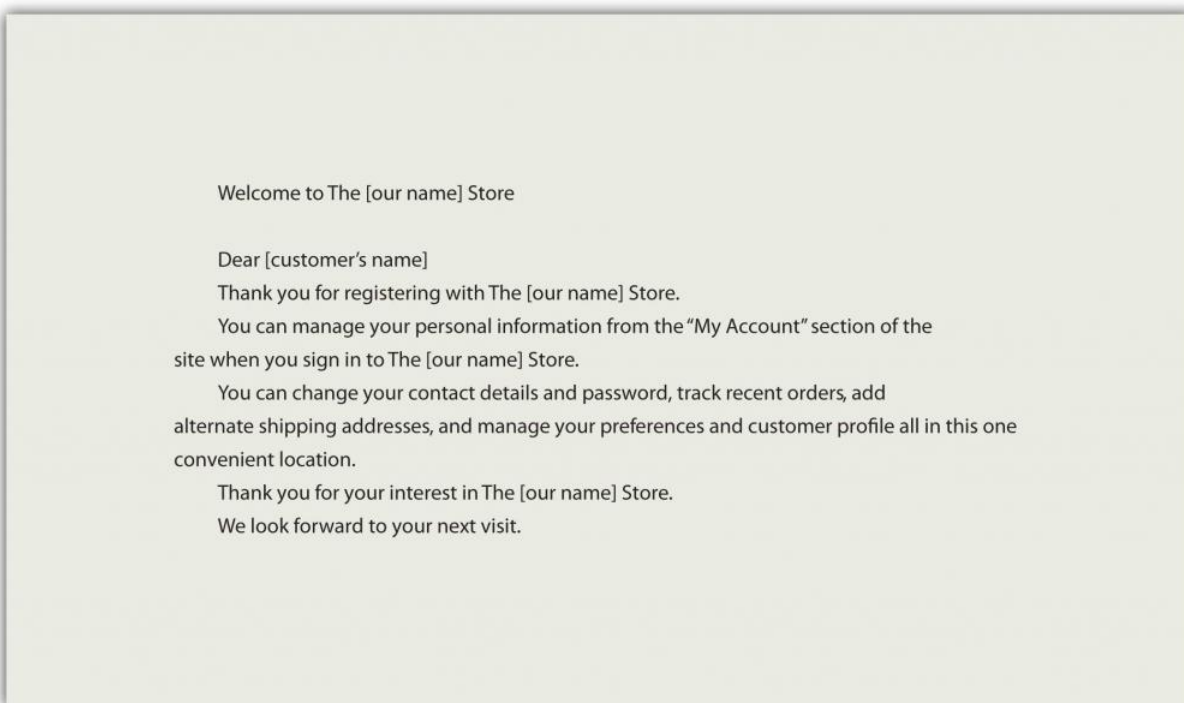 Welcome to The [our name] Store
Dear [customer’s name]
Thank you for registering with The [our name] Store.
You can manage your personal information from the “My Account” section of the
site when you sign in to The [our name] Store.
You can change your contact details and password, track recent orders, add
alternate shipping addresses, and manage your preferences and customer profile all in this one
convenient location.
Thank you for your interest in The [our name] Store.
We look forward to your next visit.